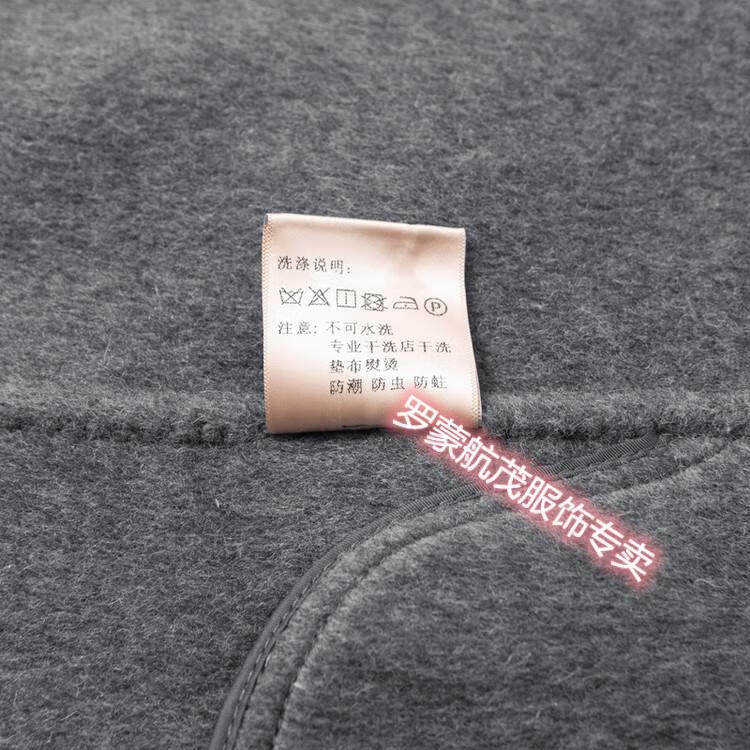 洗涤说明:
P
注意: 不可水洗
专业干洗店干洗
垫布熨烫
防潮 防虫 防蛀
罗蒙航茂服饰专卖